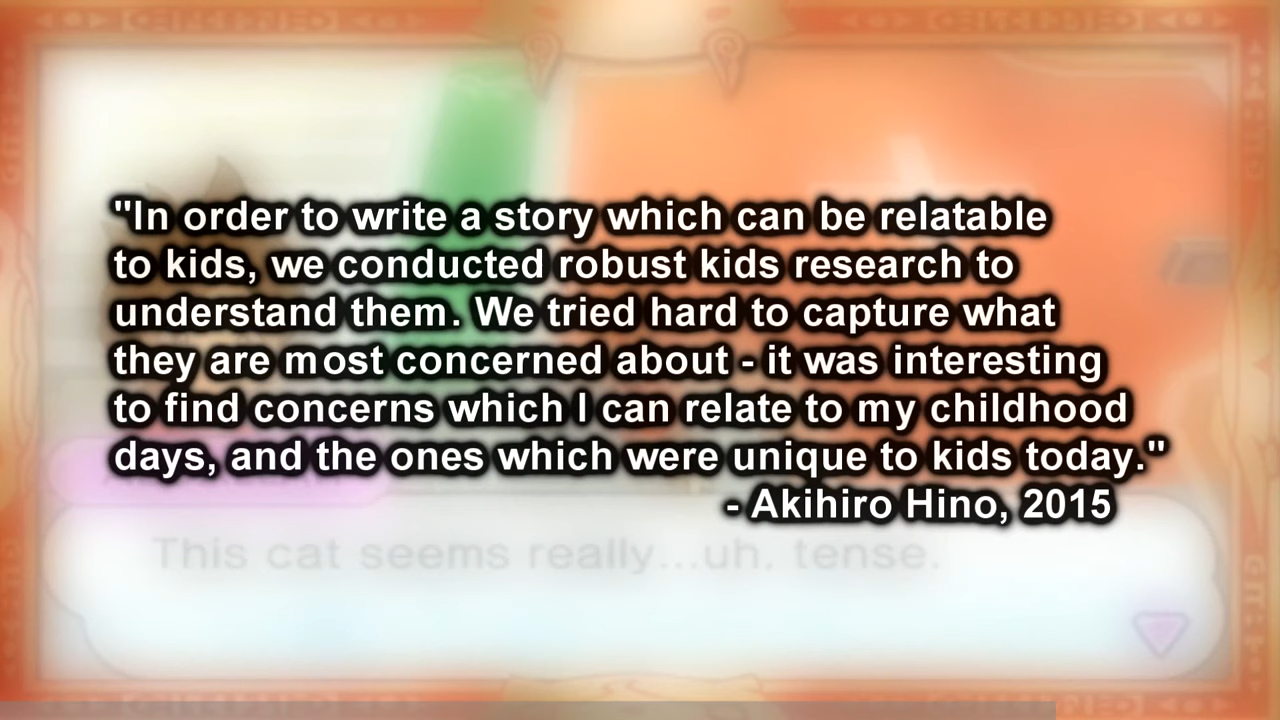 "In order to write a story which can be relatable
to kids, we conducted robust kids research to
understand them. We tried hard to capture what
they are most concerned about - it was interesting
to find concerns which I can relate to my childhood
days, and the ones which were unique to kids today."
- Akihiro Hino, 2015
This cat seems really...uh, tense.